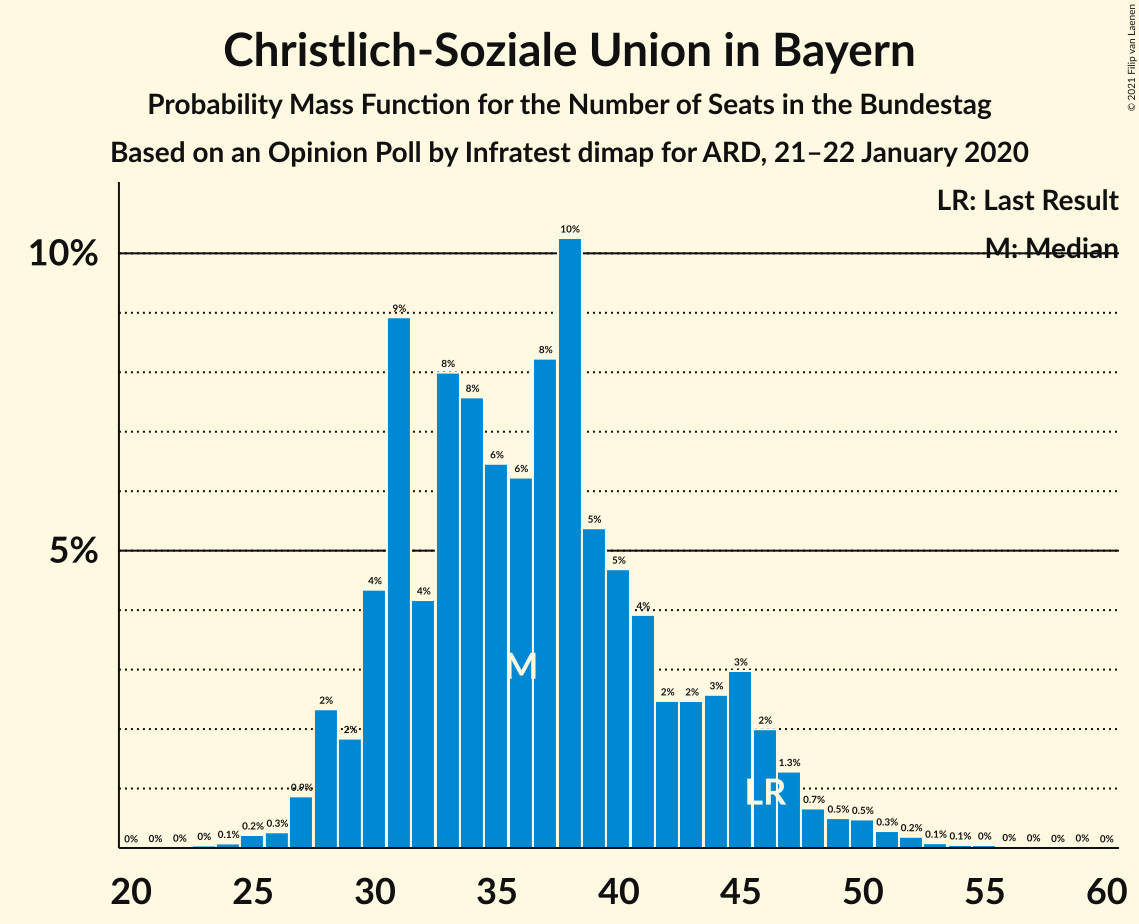 Christlich-Soziale Union in Bayern
Probability Mass Function for the Number of Seats in the Bundestag
Based on an Opinion Poll by Infratest dimap for ARD, 21–22 January 2020
© 2021 Filip van Laenen
LR: Last Result
M: Median
10%
5%
0% 0% 0% 0% 0.1% 0.2% 0.3% 0.9% 2% 2% 4% 9% 4% 8% 8% 6% 6% 8% 10% 5% 5% 4% 2% 2% 3% 3% 2% 1.3% 0.7% 0.5% 0.5% 0.3% 0.2% 0.1% 0.1% 0% 0% 0% 0% 0% 0%
M
LR
20 25 30 35 40 45 50 55 60